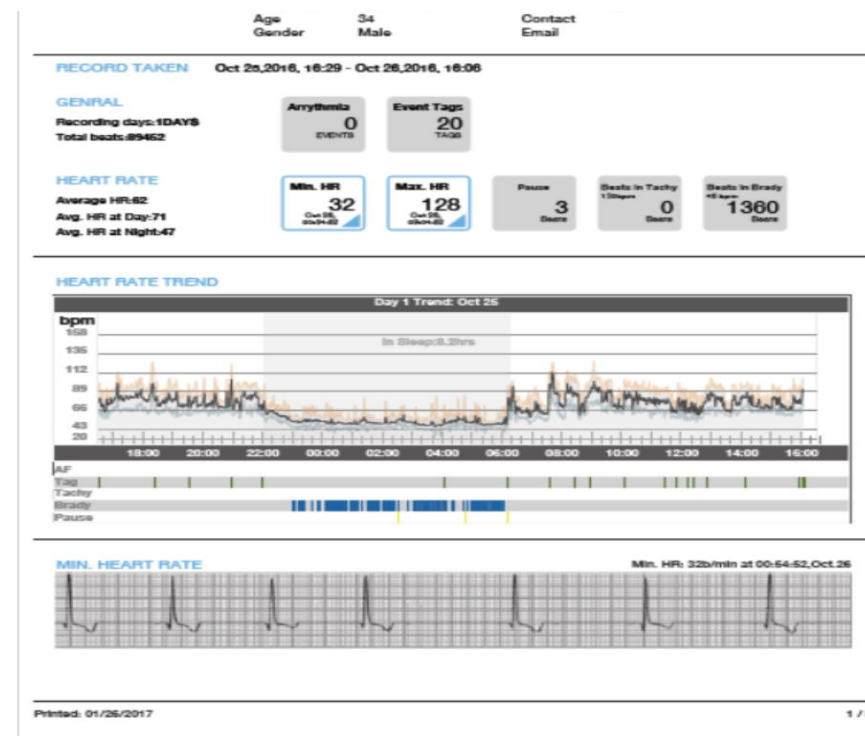 Age 34 Contact
Gender Male Email
RECORD TAKEN Oct 25,2016, 16:29 - Oct 26,2016, 16:06
GENRAL
Recording days:1DAYS
Total beats:89452
Arrythmia
0
EVENTS
Event Tags
20
TAGS
HEART RATE
Average HR:62
Avg. HR at Day:71
Avg. HR at Night:47
Min. HR
32
Max. HR
128
Pause
3
Beats
Beats in Tachy
0
Beats
Beats in Brady
1360
Beats
HEART RATE TREND
Day 1 Trend: Oct 25
bpm
In Sleep:8.2hrs
158
135
112
89
66
43
20
18:00 20:00 22:00 00:00 02:00 04:00 06:00 08:00 10:00 12:00 14:00 16:00
AF
Tag
Tachy
Brady
Pause
MIN. HEART RATE Min. HR: 32b/min at 00:54:52,Oct.26
Printed: 01/26/2017 1 /